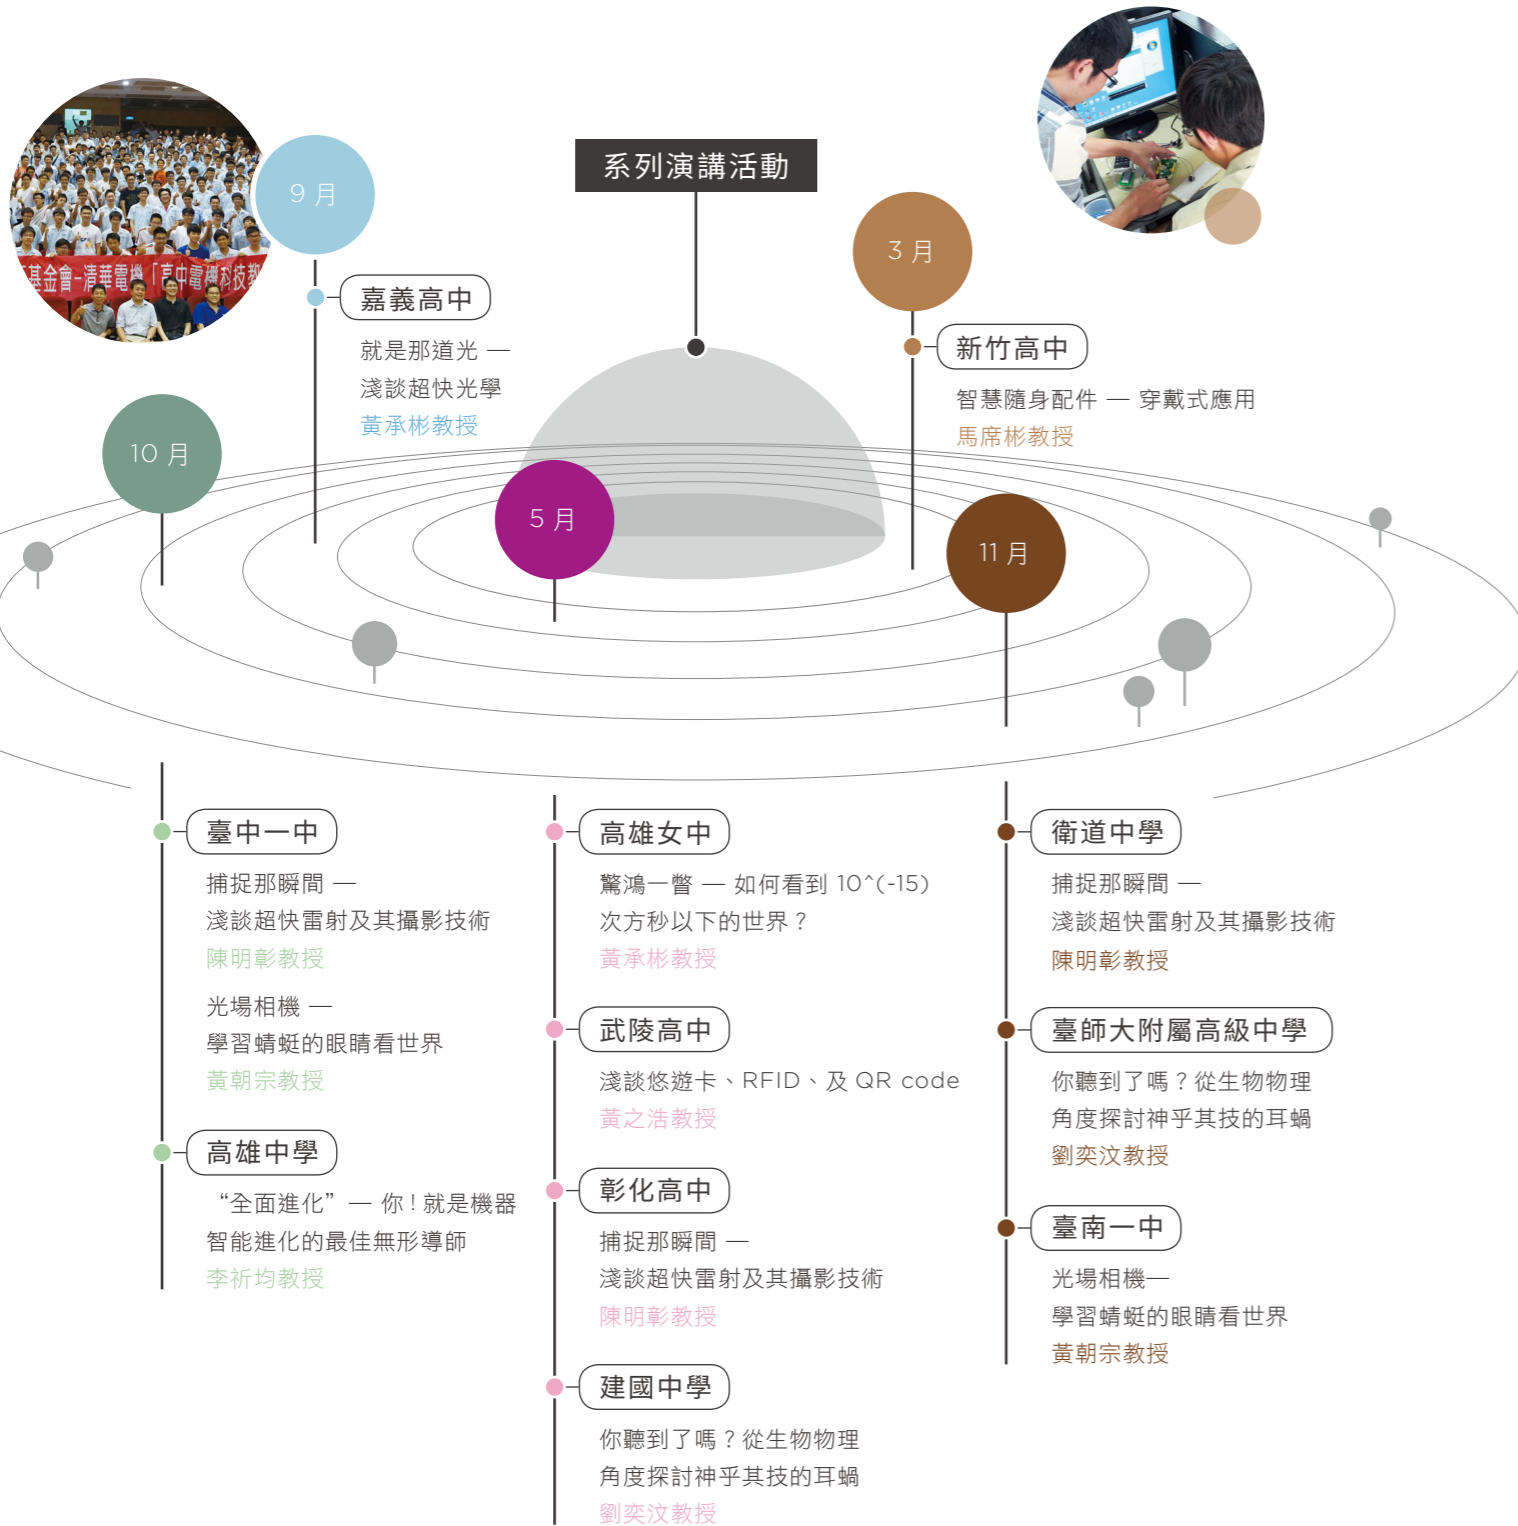 系列演講活動
9 月
嘉義高中
就是那道光 —
淺談超快光學
黃承彬教授
3 月
新竹高中
智慧隨身配件 — 穿戴式應用
馬席彬教授
基金會-清華電機「高中電機科技教
10 月
臺中一中
捕捉那瞬間 —
淺談超快雷射及其攝影技術
陳明彰教授
光場相機 —
學習蜻蜓的眼睛看世界
黃朝宗教授
高雄中學
“全面進化” — 你！就是機器
智能進化的最佳無形導師
李祈均教授
5 月
高雄女中
驚鴻一瞥 — 如何看到 10^(-15)
次方秒以下的世界？
黃承彬教授
武陵高中
淺談悠遊卡、RFID、及 QR code
黃之浩教授
彰化高中
捕捉那瞬間 —
淺談超快雷射及其攝影技術
陳明彰教授
建國中學
你聽到了嗎？從生物物理
角度探討神乎其技的耳蝸
劉奕汶教授
11 月
衛道中學
捕捉那瞬間 —
淺談超快雷射及其攝影技術
陳明彰教授
臺師大附屬高級中學
你聽到了嗎？從生物物理
角度探討神乎其技的耳蝸
劉奕汶教授
臺南一中
光場相機—
學習蜻蜓的眼睛看世界
黃朝宗教授